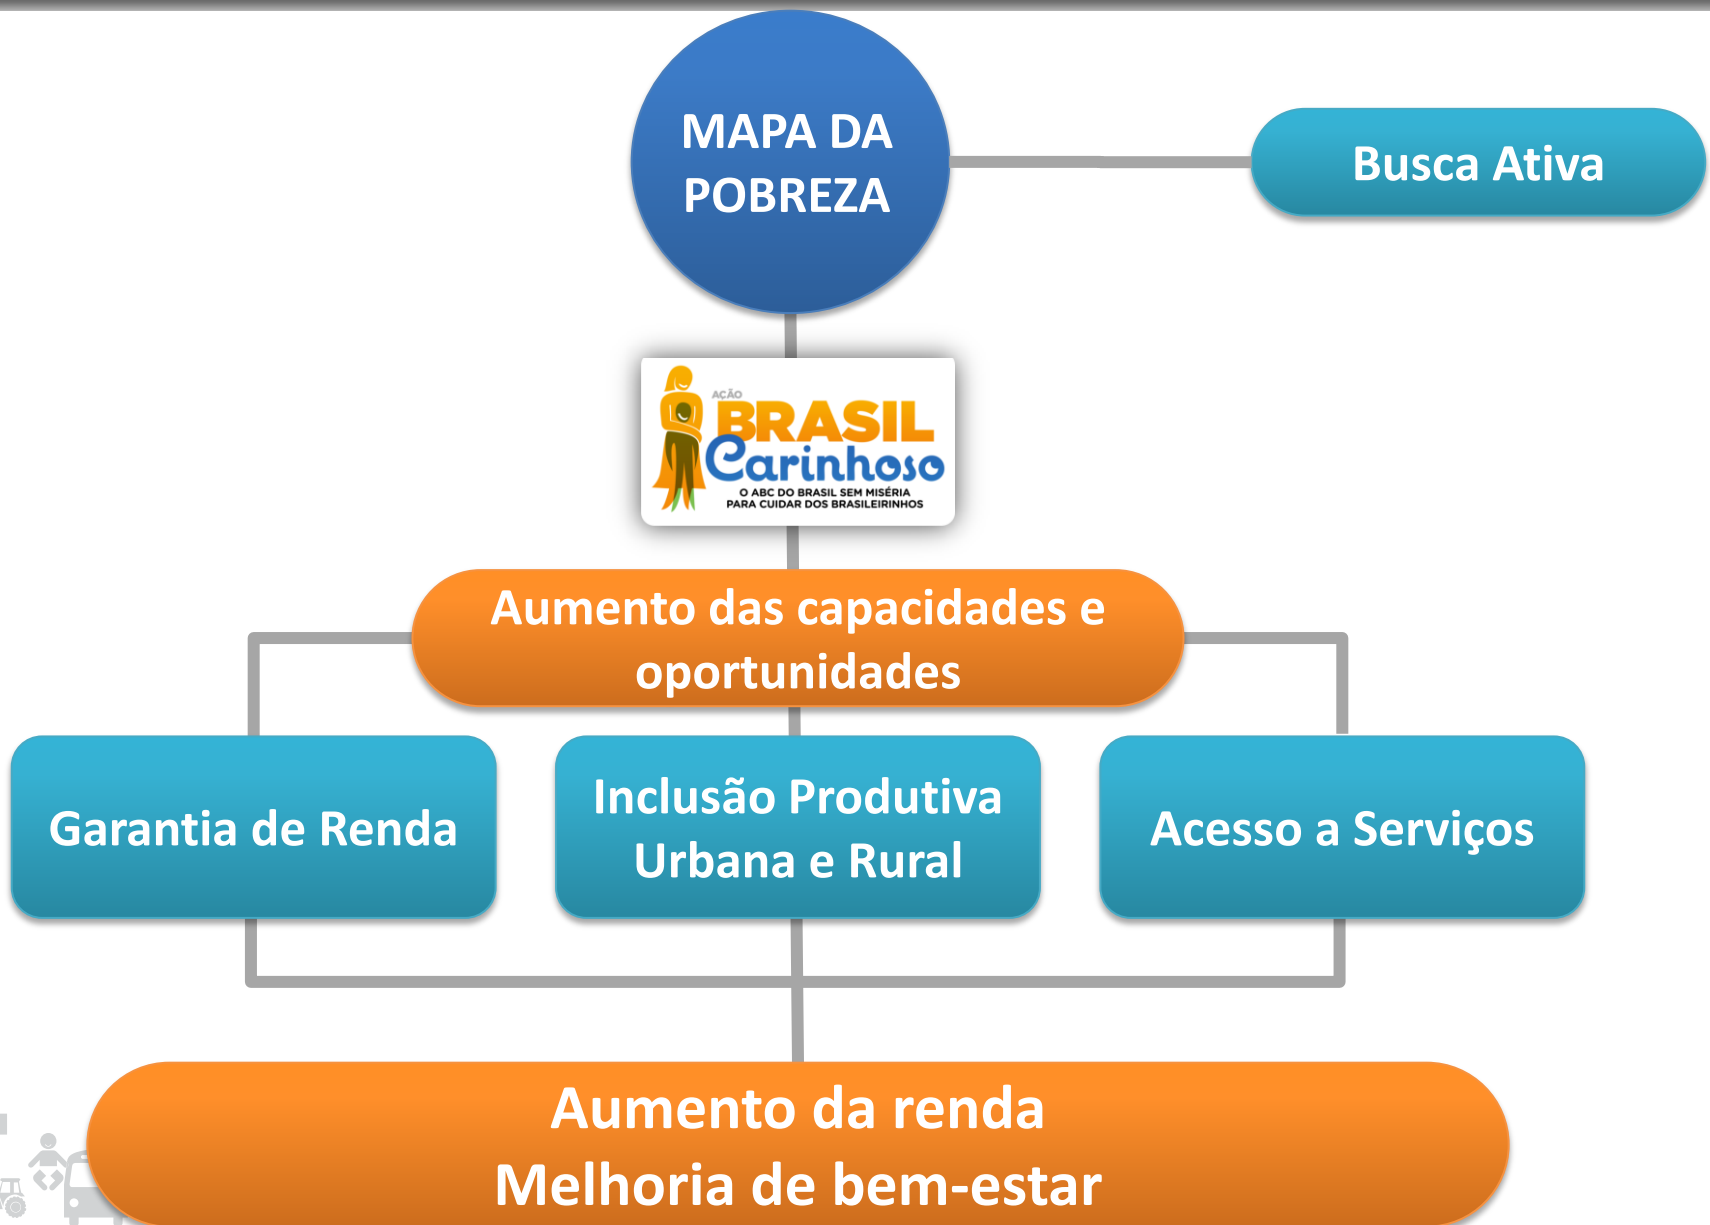 MAPA DA
POBREZA
Busca Ativa
AÇÃO
BRASIL
Carinhoso
O ABC DO BRASIL SEM MISÉRIA
PARA CUIDAR DOS BRASILEIRINHOS
Aumento das capacidades e
oportunidades
Garantia de Renda
Inclusão Produtiva
Urbana e Rural
Acesso a Serviços
Aumento da renda
Melhoria de bem-estar